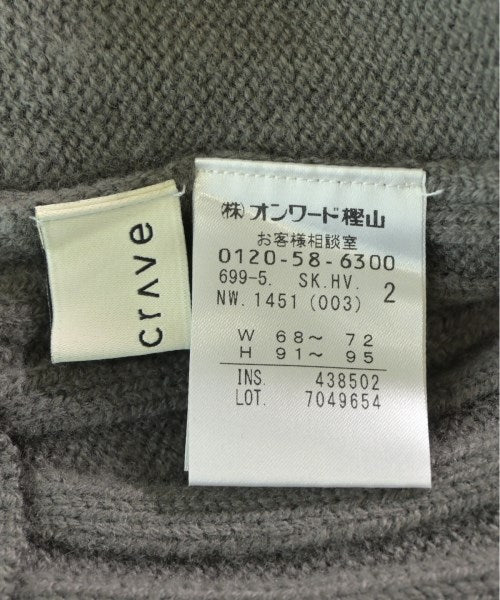 crʌve
(株)オンワード樫山
お客様相談室
0120-58-6300
699-5. SK.HV. 2
NW. 1451 (003)
W 68～ 72
H 91～ 95
INS. 438502
LOT. 7049654